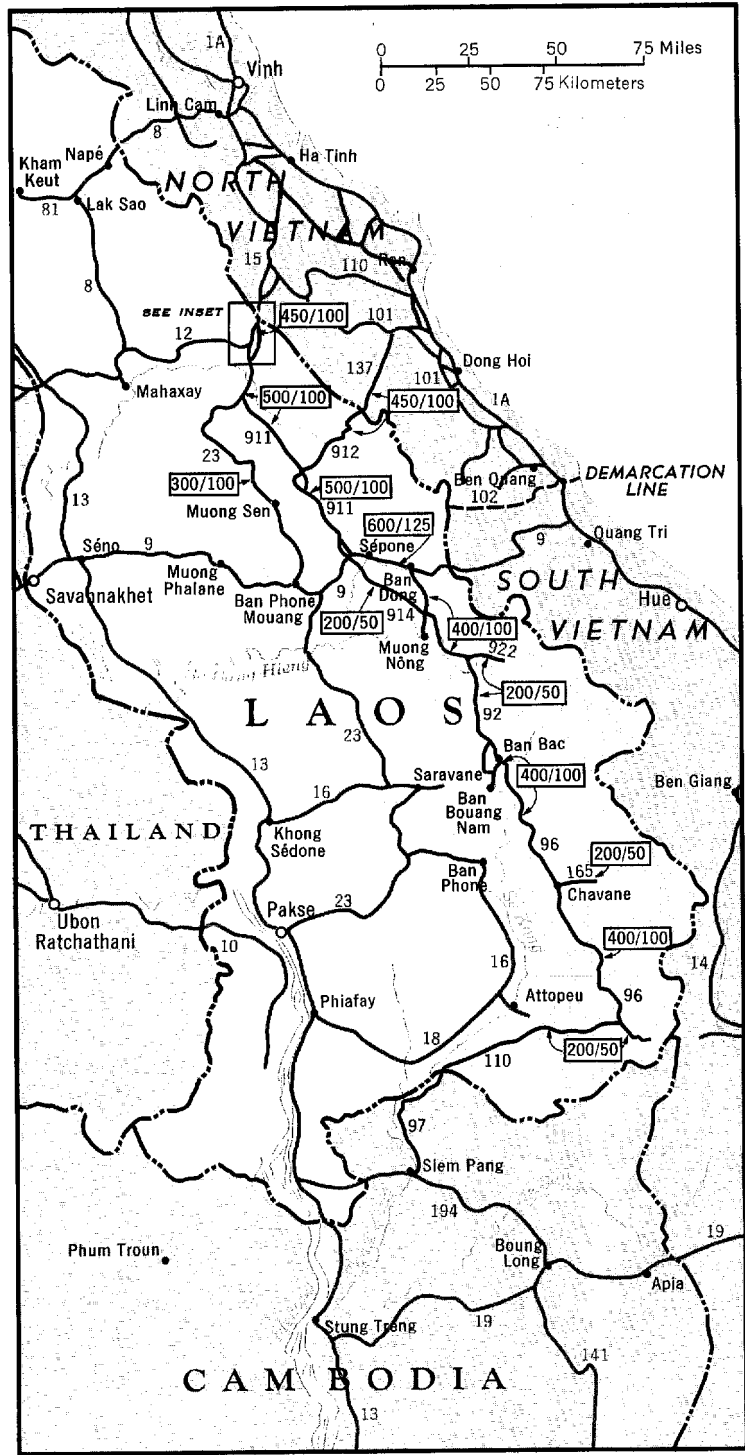 1A
0 25 50 75 Miles
0 25 50 75 Kilometers
Vinh
Linh Cam
8
Napé
Kham
Keut
Ha Tinh
NORTH
VIETNAM
81
Lak Sao
15
110
Ron
8
SEE INSET
450/100
12
101
137
Dong Hoi
101
Mahaxay
500/100
450/100
1A
911
23
912
300/100
500/100
Ben Quang
DEMARCATION
LINE
102
13
911
Muong Sen
600/125
Quang Tri
Séno
9
Sépone
9
Muong
Phalane
Savannakhet
Ban Phone
Mouang
9
Ban
Dong
SOUTH
VIETNAM
Hué
200/50
914
400/100
Muong
Nông
922
Hieng
200/50
LAOS
92
23
Ban Bac
13
16
Saravane
400/100
Ban
Bouang
Nam
Ben Giang
THAILAND
Khong
Sédone
96
200/50
165
Ban
Phone
Chavane
Ubon
Ratchathani
Pakse
23
400/100
10
16
14
Attopeu
96
Phiafay
18
110
200/50
97
Siem Pang
194
19
Phum Troun
Boung
Long
Apia
Stung Treng
19
141
CAMBODIA
13